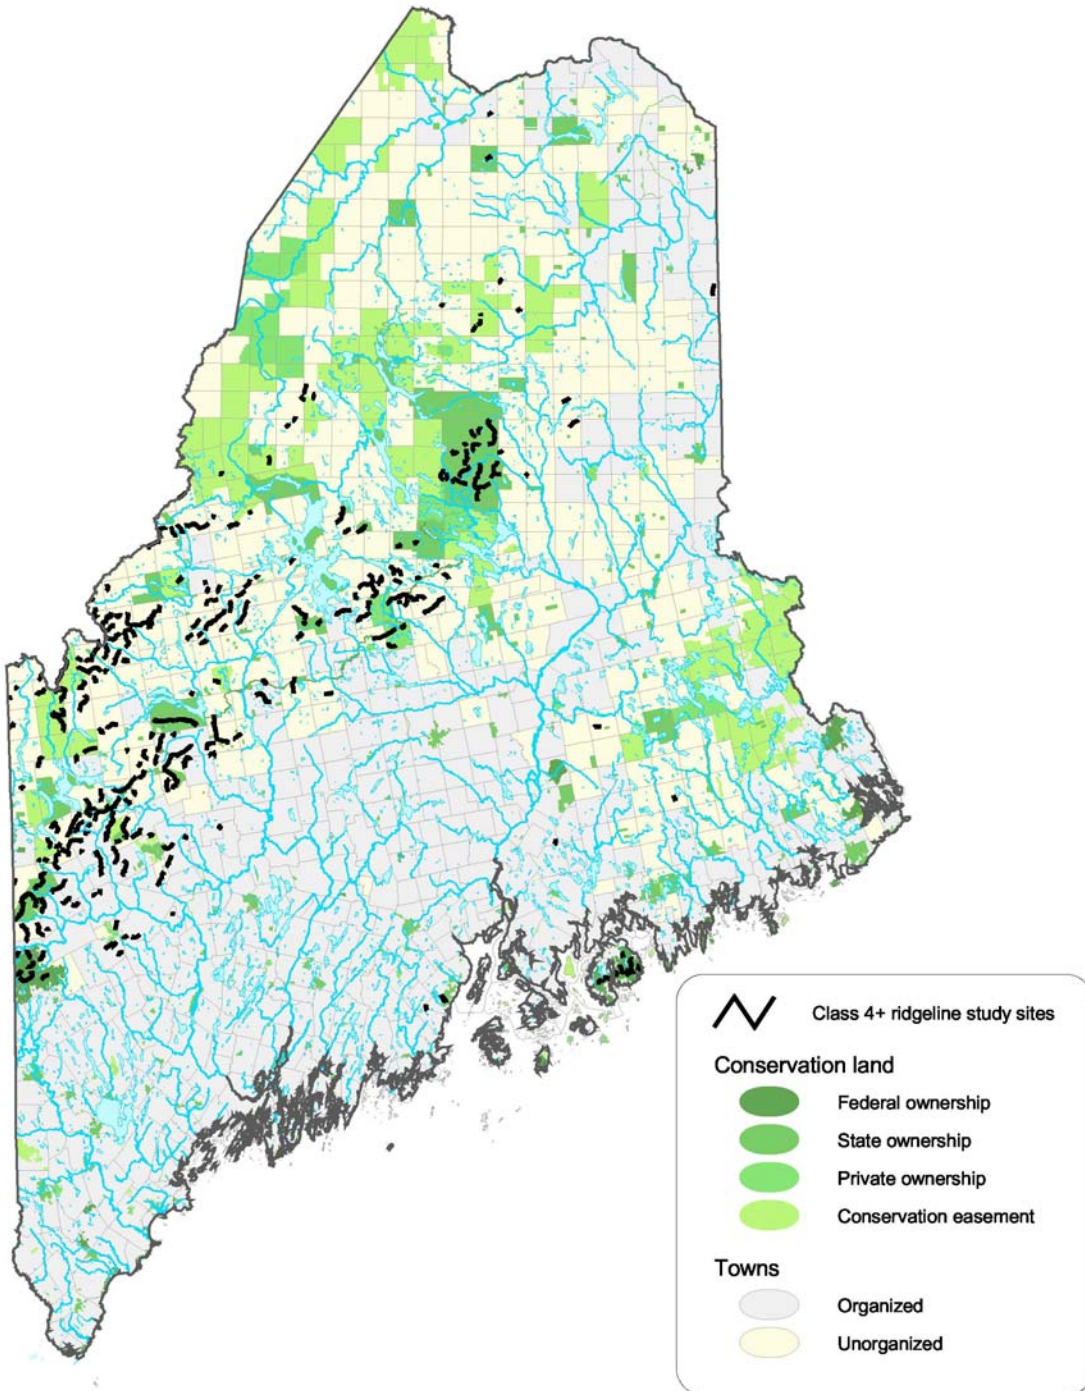 Class 4+ ridgeline study sites
Conservation land
Federal ownership
State ownership
Private ownership
Conservation easement
Towns
Organized
Unorganized